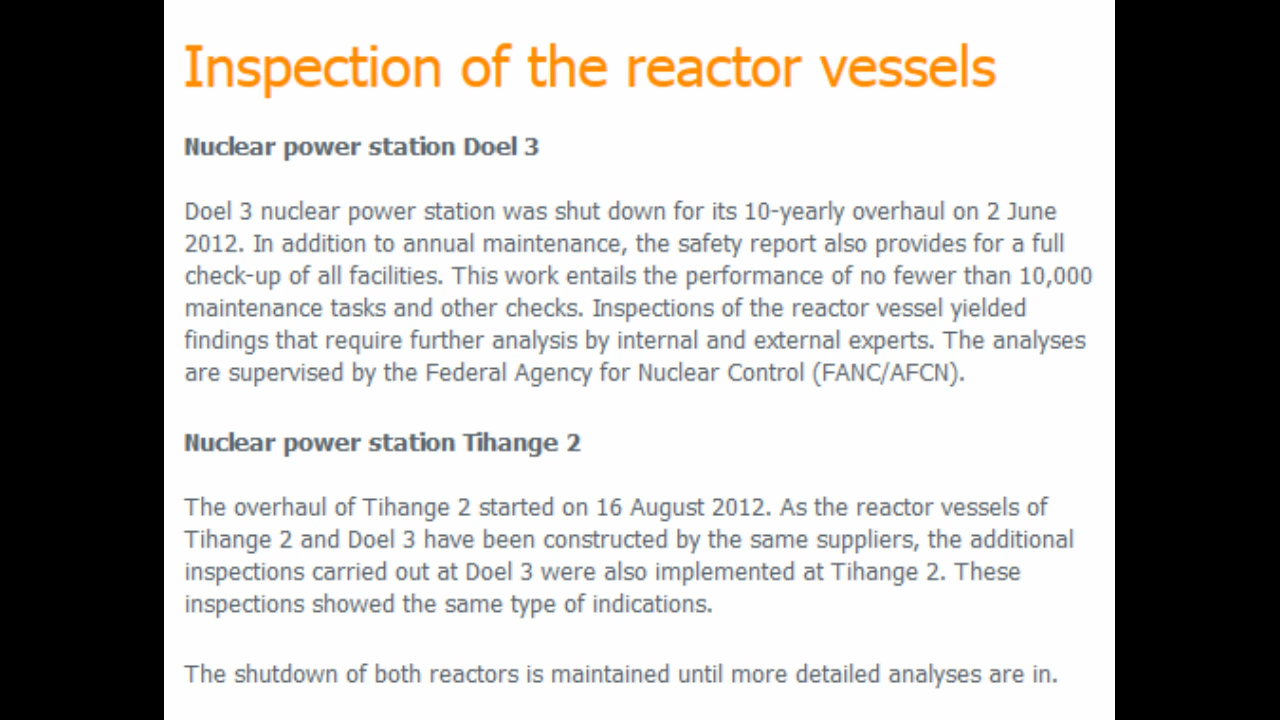 Inspection of the reactor vessels
Nuclear power station Doel 3
Doel 3 nuclear power station was shut down for its 10-yearly overhaul on 2 June
2012. In addition to annual maintenance, the safety report also provides for a full
check-up of all facilities. This work entails the performance of no fewer than 10,000
maintenance tasks and other checks. Inspections of the reactor vessel yielded
findings that require further analysis by internal and external experts. The analyses
are supervised by the Federal Agency for Nuclear Control (FANC/AFCN).
Nuclear power station Tihange 2
The overhaul of Tihange 2 started on 16 August 2012. As the reactor vessels of
Tihange 2 and Doel 3 have been constructed by the same suppliers, the additional
inspections carried out at Doel 3 were also implemented at Tihange 2. These
inspections showed the same type of indications.
The shutdown of both reactors is maintained until more detailed analyses are in.